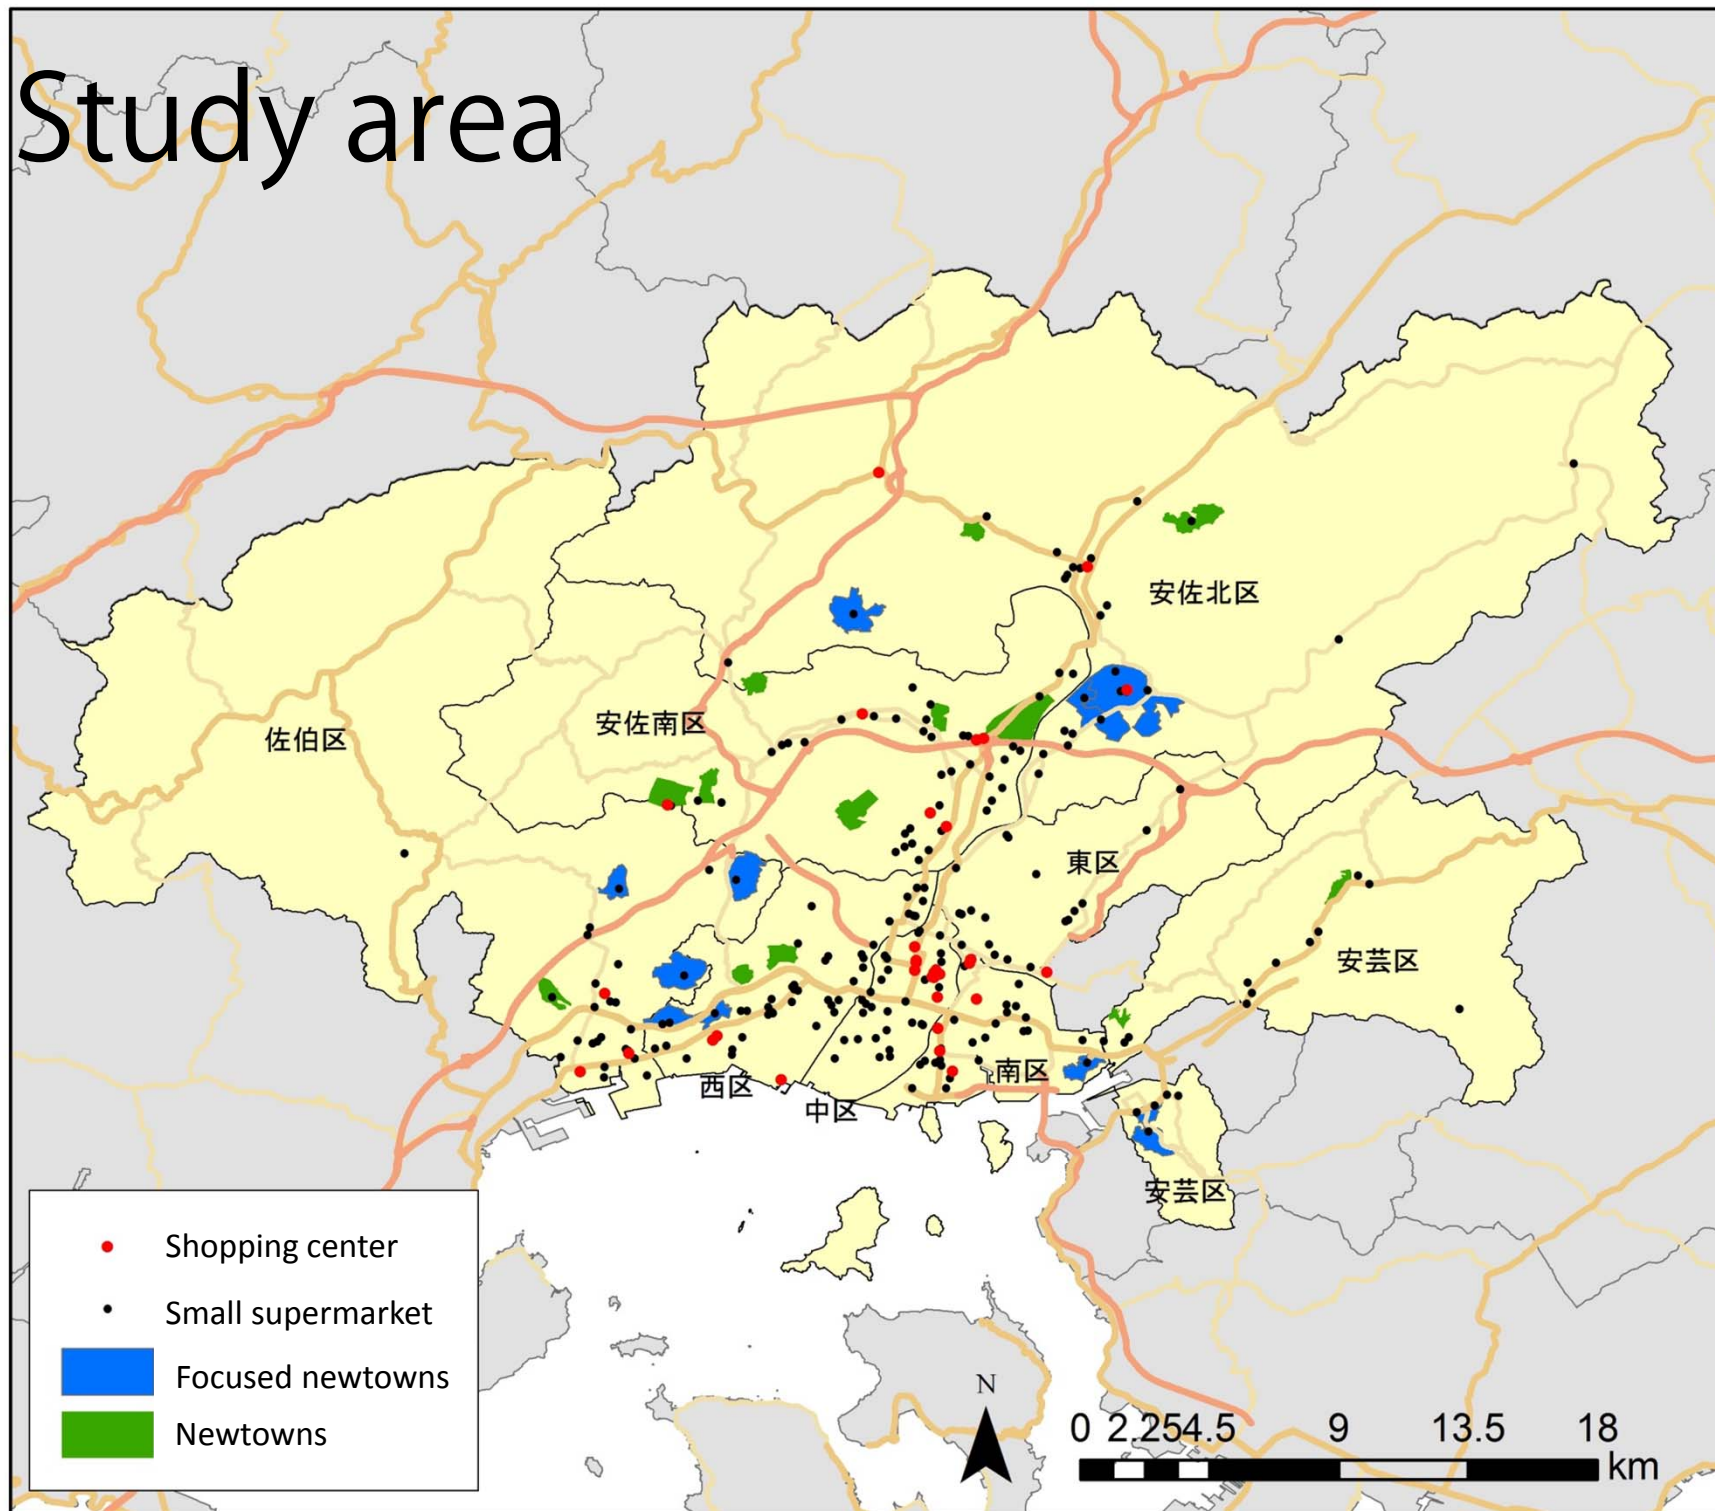 Study area
安佐北区
安佐南区
佐伯区
東区
安芸区
南区
西区
中区
安芸区
Shopping center
Small supermarket
Focused newtowns
Newtowns
N
0 2.254.5 9 13.5 18
km